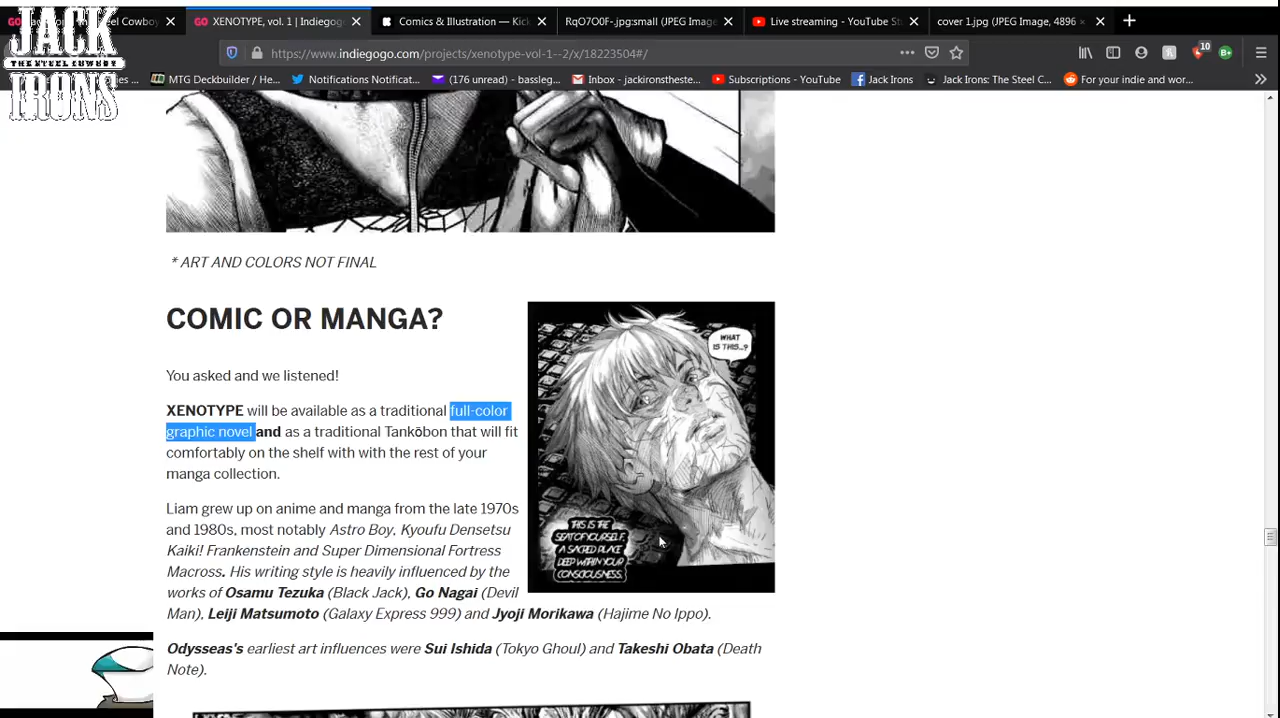 JACK
THE STEEL COWBOY
IRONS
XENOTYPE, vol. 1 | Indiegog
Comics & Illustration — Kick
RqO7O0F-.jpg:small (JPEG Imag
Live streaming - YouTube St
cover 1.jpg (JPEG Image, 4896 ×
https://www.indiegogo.com/projects/xenotype-vol-1--2/x/18223504#/
10
MTG Deckbuilder / He...
Notifications Notificat...
(176 unread) - bassleg...
Inbox - jackironsthest...
Subscriptions - YouTube
Jack Irons
Jack Irons: The Steel C...
For your indie and wor...
* ART AND COLORS NOT FINAL
COMIC OR MANGA?
You asked and we listened!
XENOTYPE will be available as a traditional full-color
graphic novel and as a traditional Tankōbon that will fit
comfortably on the shelf with with the rest of your
manga collection.
WHAT
IS THIS...?
THIS IS THE
SEAT OF YOURSELF,
A SACRED PLACE
DEEP WITHIN YOUR
CONSCIOUSNESS.
Liam grew up on anime and manga from the late 1970s
and 1980s, most notably Astro Boy, Kyoufu Densetsu
Kaiki! Frankenstein and Super Dimensional Fortress
Macross. His writing style is heavily influenced by the
works of Osamu Tezuka (Black Jack), Go Nagai (Devil
Man), Leiji Matsumoto (Galaxy Express 999) and Jyoji Morikawa (Hajime No Ippo).
Odysseas's earliest art influences were Sui Ishida (Tokyo Ghoul) and Takeshi Obata (Death
Note).